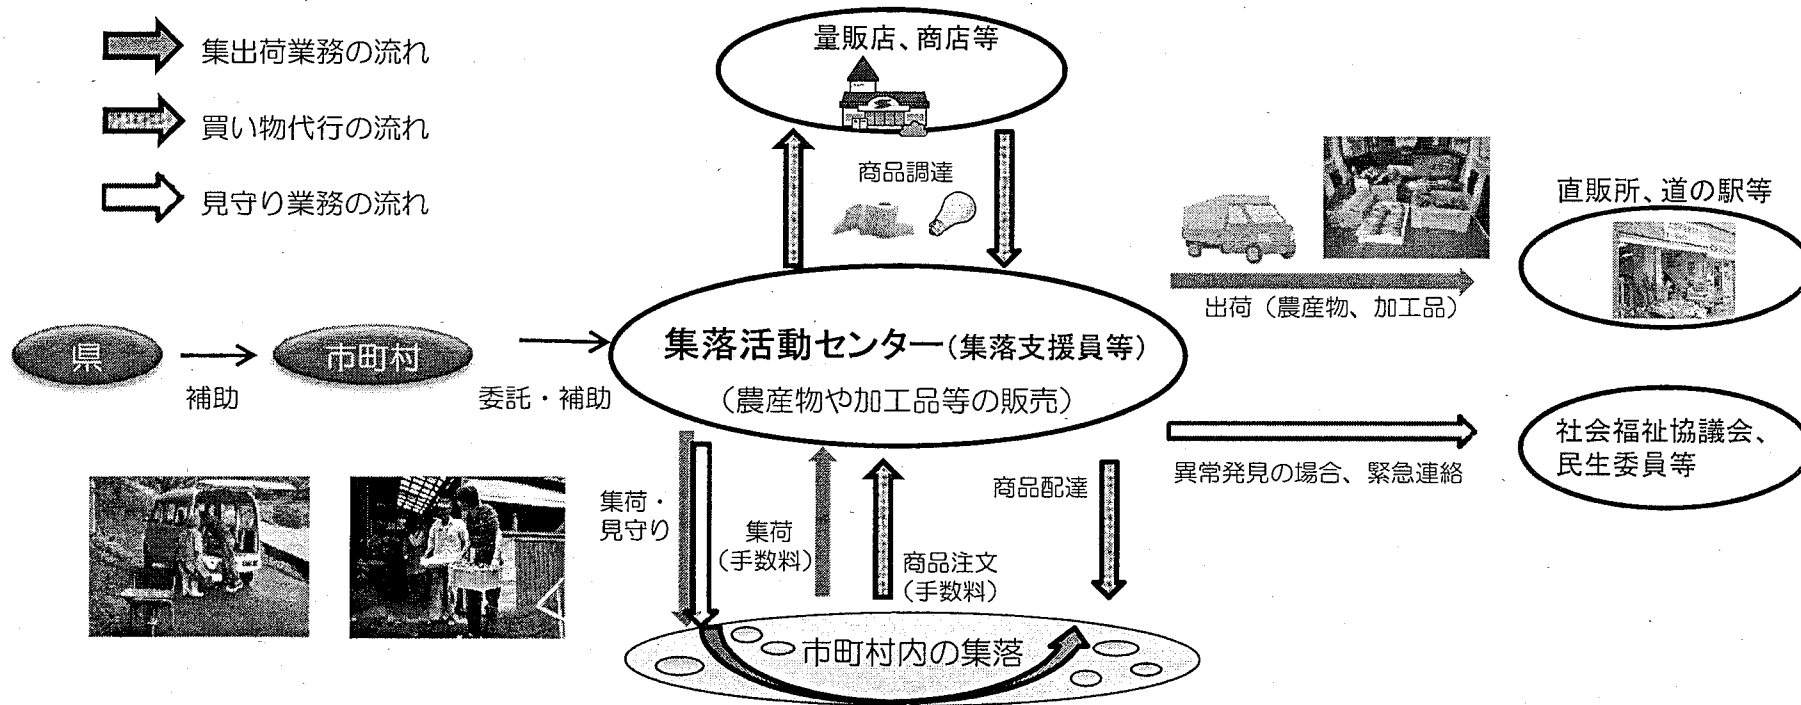 集出荷業務の流れ
買い物代行の流れ
見守り業務の流れ
量販店、商店等
商品調達
直販所、道の駅等
出荷（農産物、加工品）
県
補助
市町村
委託・補助
集落活動センター（集落支援員等）
（農産物や加工品等の販売）
社会福祉協議会、
民生委員等
異常発見の場合、緊急連絡
集荷・
見守り
集荷
（手数料）
商品注文
（手数料）
商品配達
市町村内の集落